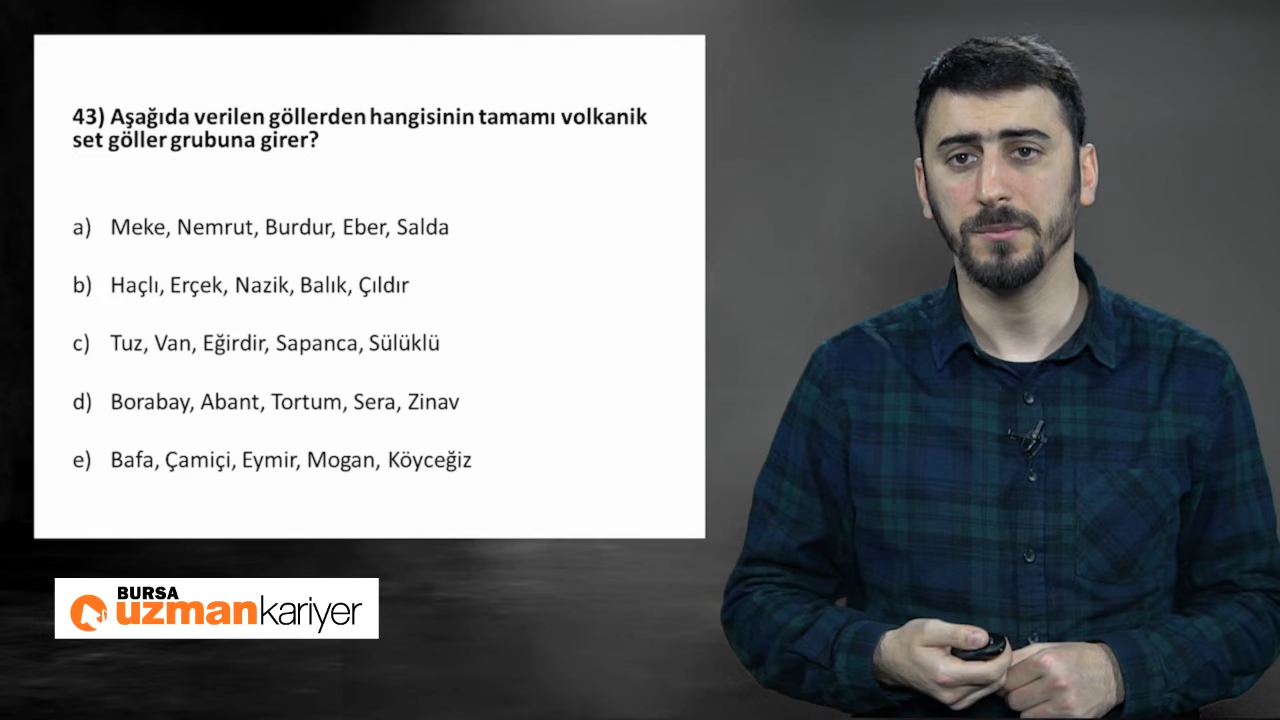 43) Aşağıda verilen göllerden hangisinin tamamı volkanik
set göller grubuna girer?
a) Meke, Nemrut, Burdur, Eber, Salda
b) Haçlı, Erçek, Nazik, Balık, Çıldır
c) Tuz, Van, Eğirdir, Sapanca, Sülüklü
d) Borabay, Abant, Tortum, Sera, Zinav
e) Bafa, Çamiçi, Eymir, Mogan, Köyceğiz
BURSA
uzmankariyer